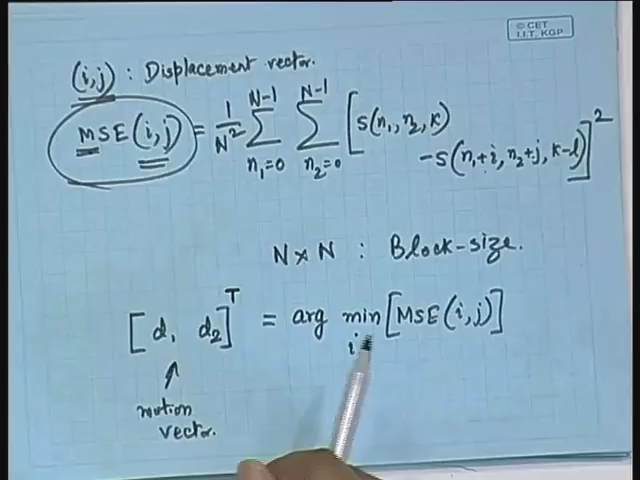 © CET
I.I.T, KGP
(i,j) : Displacement vector.
MSE(i,j) = 1/N² Σ_{n₁=0}^{N-1} Σ_{n₂=0}^{N-1} [s(n₁, n₂, k)
-s(n₁+i, n₂+j, k-l)]²
N×N : Block-size.
[d₁ d₂]ᵀ = arg min [MSE(i,j)]
i
motion
vector.